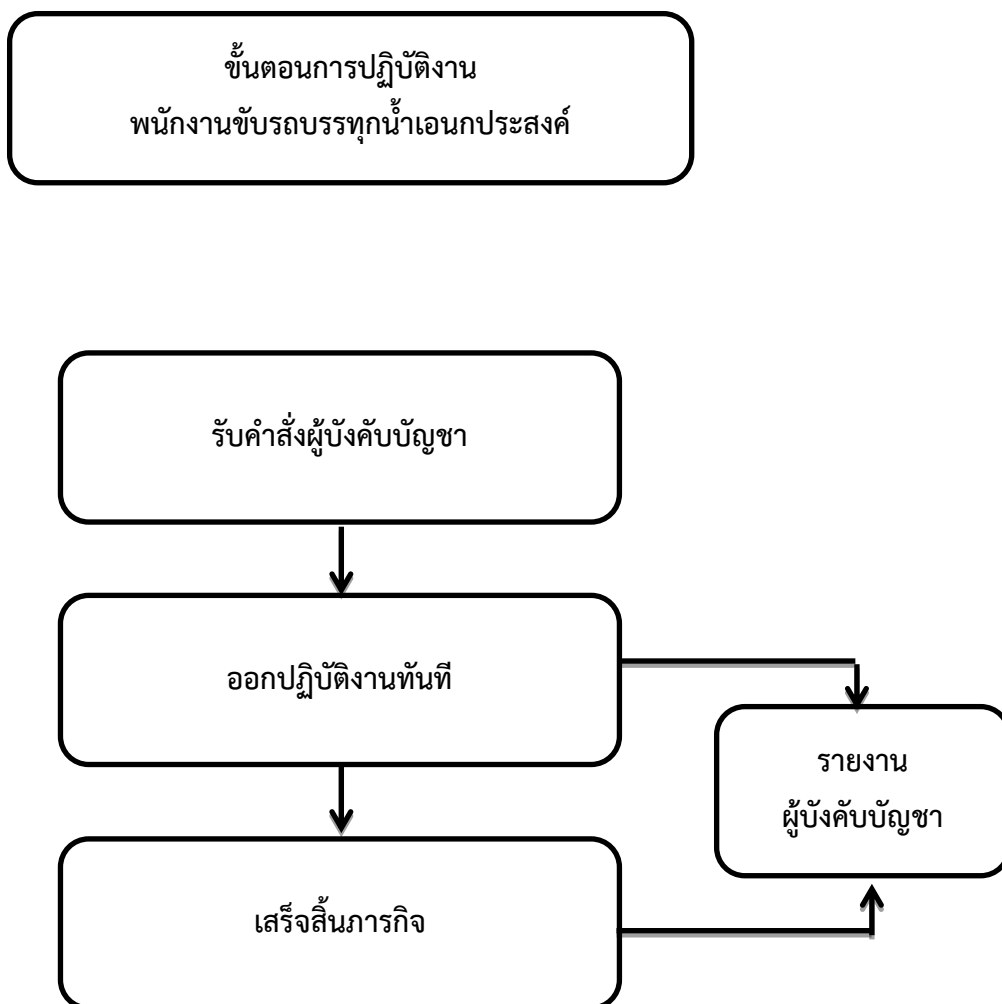 ขั้นตอนการปฏิบัติงาน
พนักงานขับรถบรรทุกน้ำเอนกประสงค์
รับคำสั่งผู้บังคับบัญชา
ออกปฏิบัติงานทันที
รายงาน
ผู้บังคับบัญชา
เสร็จสิ้นภารกิจ